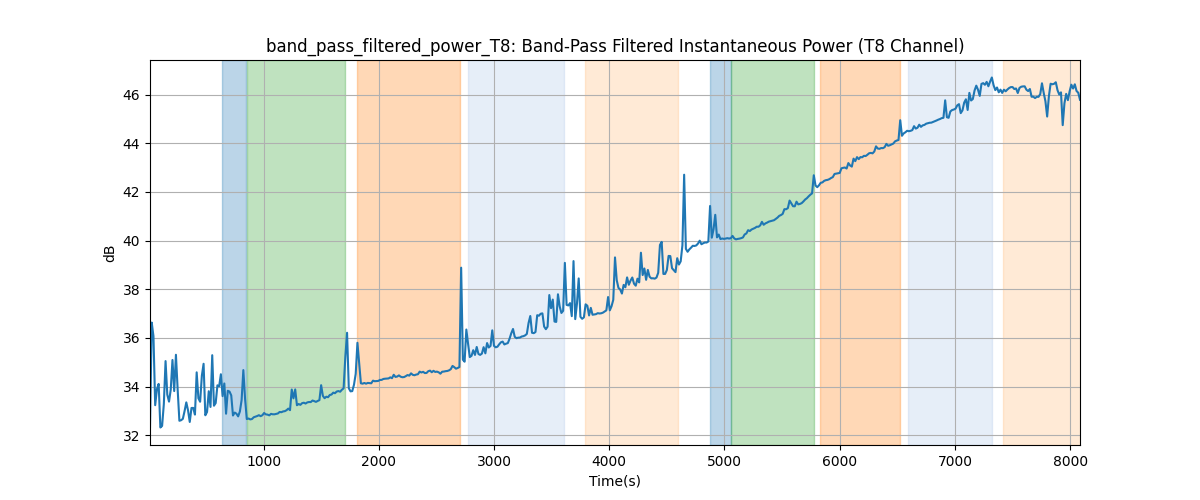 band_pass_filtered_power_T8: Band-Pass Filtered Instantaneous Power (T8 Channel)
46
44
42
40
38
36
34
32
dB
1000 2000 3000 4000 5000 6000 7000 8000
Time(s)